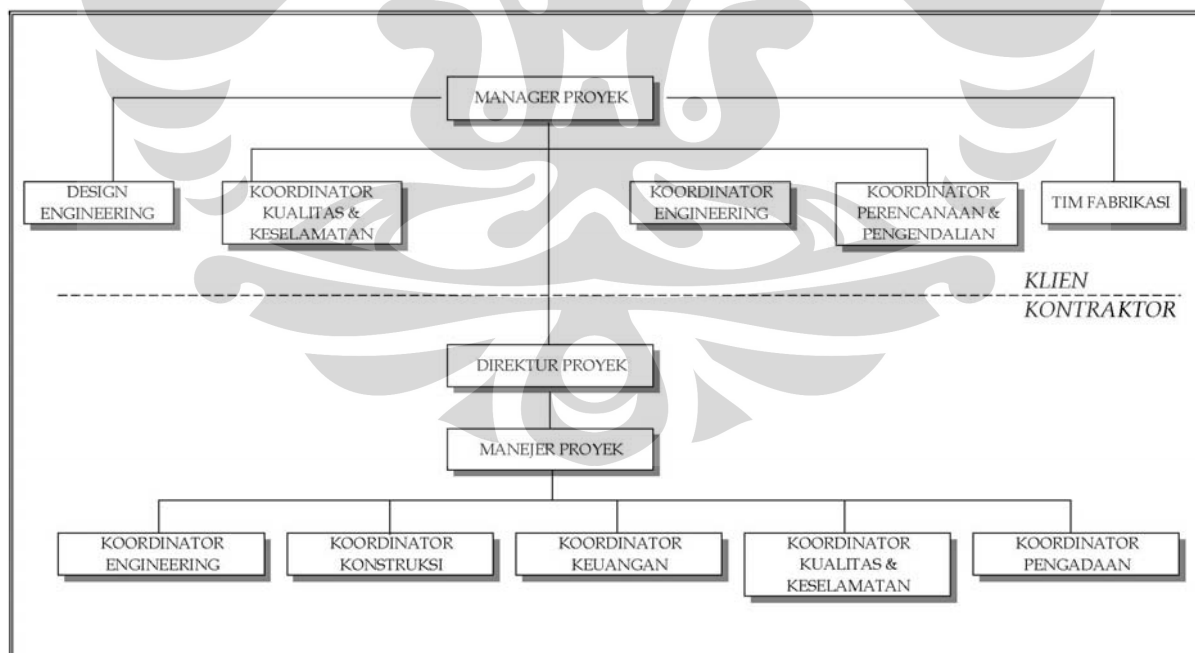 MANAGER PROYEK
DESIGN
ENGINEERING
KOORDINATOR
KUALITAS &
KESELAMATAN
KOORDINATOR
ENGINEERING
KOORDINATOR
PERENCANAAN &
PENGENDALIAN
TIM FABRIKASI
KLIEN
KONTRAKTOR
DIREKTUR PROYEK
MANEJER PROYEK
KOORDINATOR
ENGINEERING
KOORDINATOR
KONSTRUKSI
KOORDINATOR
KEUANGAN
KOORDINATOR
KUALITAS &
KESELAMATAN
KOORDINATOR
PENGADAAN